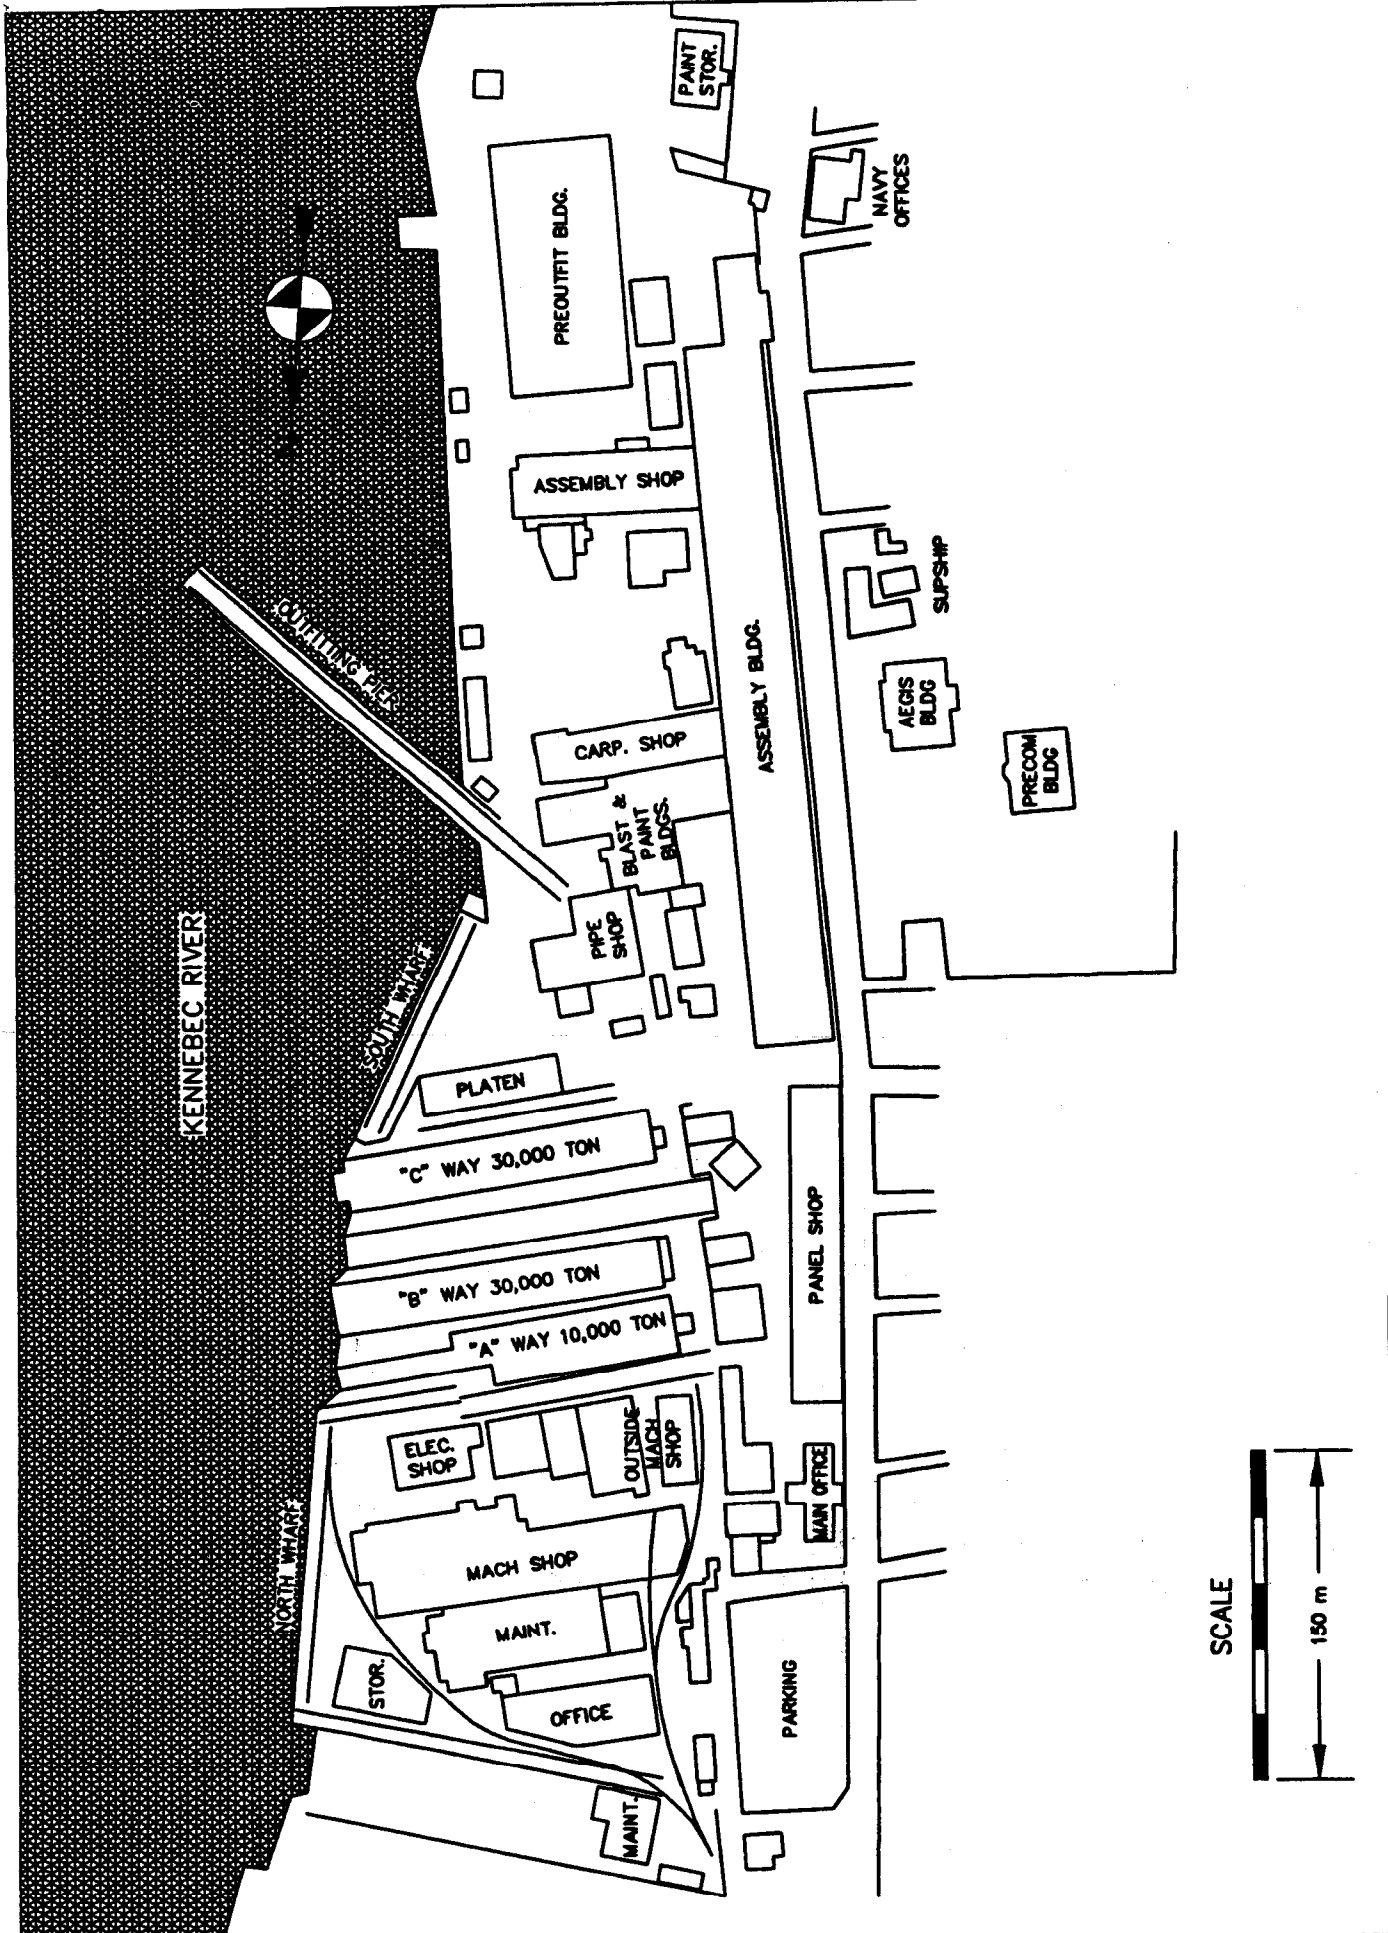 PAINT
STOR.
NAVY
OFFICES
PREOUTFIT BLDG.
ASSEMBLY SHOP
OUTFITTING PIER
SUPSHIP
ASSEMBLY BLDG.
AEGIS
BLDG
CARP. SHOP
PRECOM
BLDG
BLAST &
PAINT
BLDGS.
PIPE
SHOP
KENNEBEC RIVER
SOUTH WHARF
PLATEN
"C" WAY 30,000 TON
"B" WAY 30,000 TON
"A" WAY 10,000 TON
PANEL SHOP
ELEC.
SHOP
OUTSIDE
MACH
SHOP
MAIN OFFICE
NORTH WHARF
MACH SHOP
MAINT.
STOR.
OFFICE
PARKING
MAINT.
SCALE
150 m